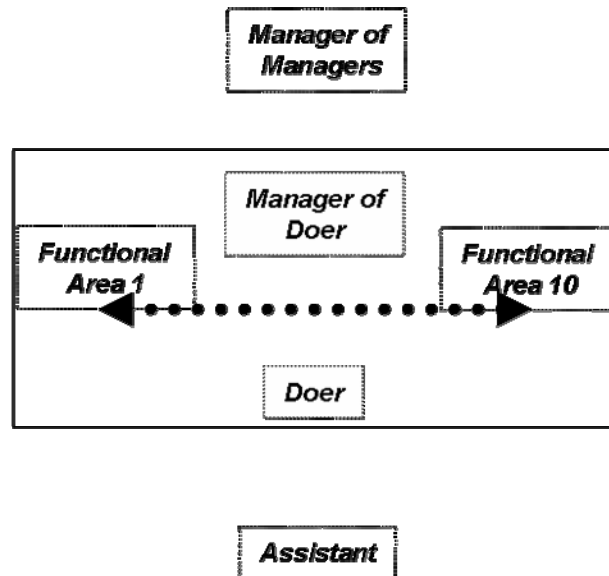 Manager of
Managers
Manager of
Doer
Functional
Area 1
Functional
Area 10
Doer
Assistant